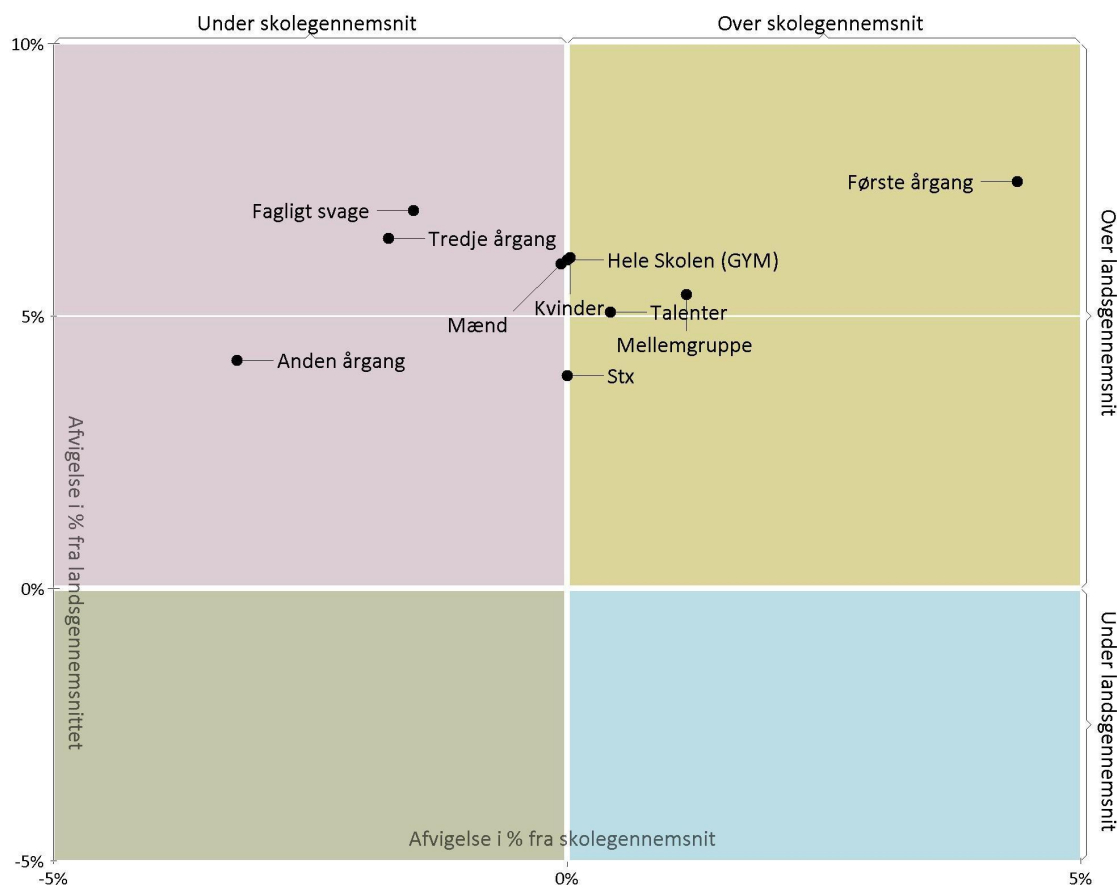 Under skolegennemsnit
Over skolegennemsnit
10%
Første årgang
Fagligt svage
Tredje årgang
Hele Skolen (GYM)
Kvinder
Talenter
Mænd
5%
Mellemgruppe
Anden årgang
Stx
Over landsgennemsnit
Afvigelse i % fra landsgennemsnittet
0%
Under landsgennemsnit
Afvigelse i % fra skolegennemsnit
-5%
-5%
0%
5%